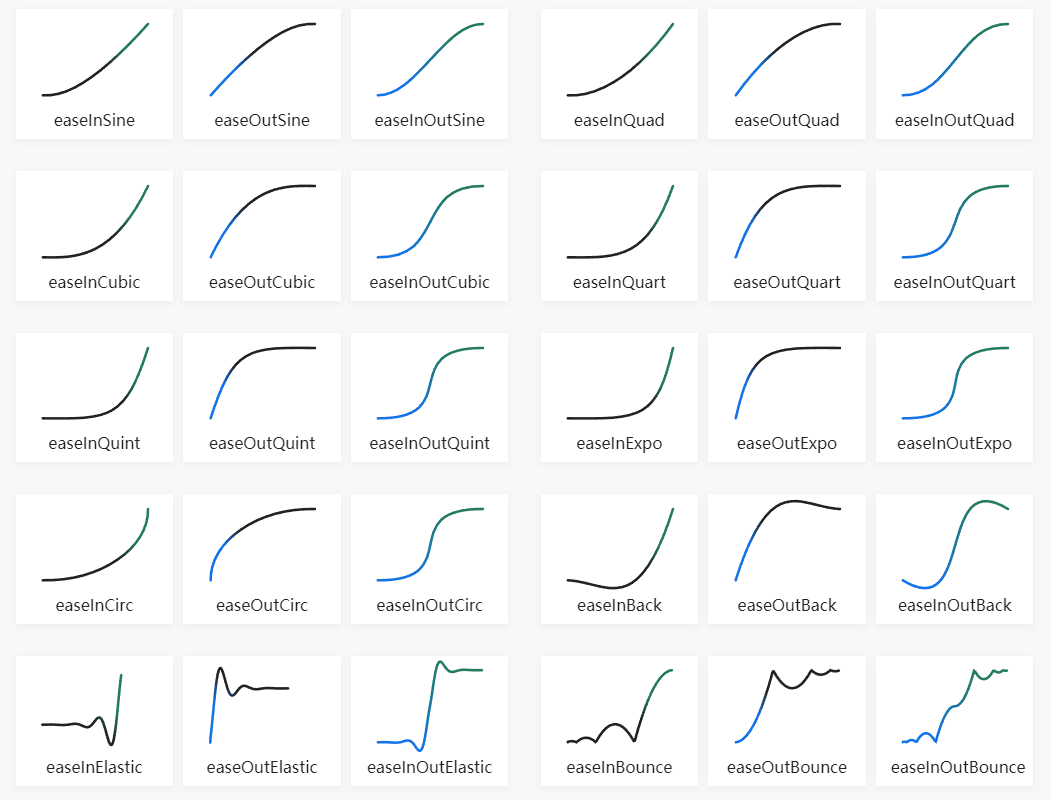 easeInSine
easeOutSine
easeInOutSine
easeInQuad
easeOutQuad
easeInOutQuad
easeInCubic
easeOutCubic
easeInOutCubic
easeInQuart
easeOutQuart
easeInOutQuart
easeInQuint
easeOutQuint
easeInOutQuint
easeInExpo
easeOutExpo
easeInOutExpo
easeInCirc
easeOutCirc
easeInOutCirc
easeInBack
easeOutBack
easeInOutBack
easeInElastic
easeOutElastic
easeInOutElastic
easeInBounce
easeOutBounce
easeInOutBounce